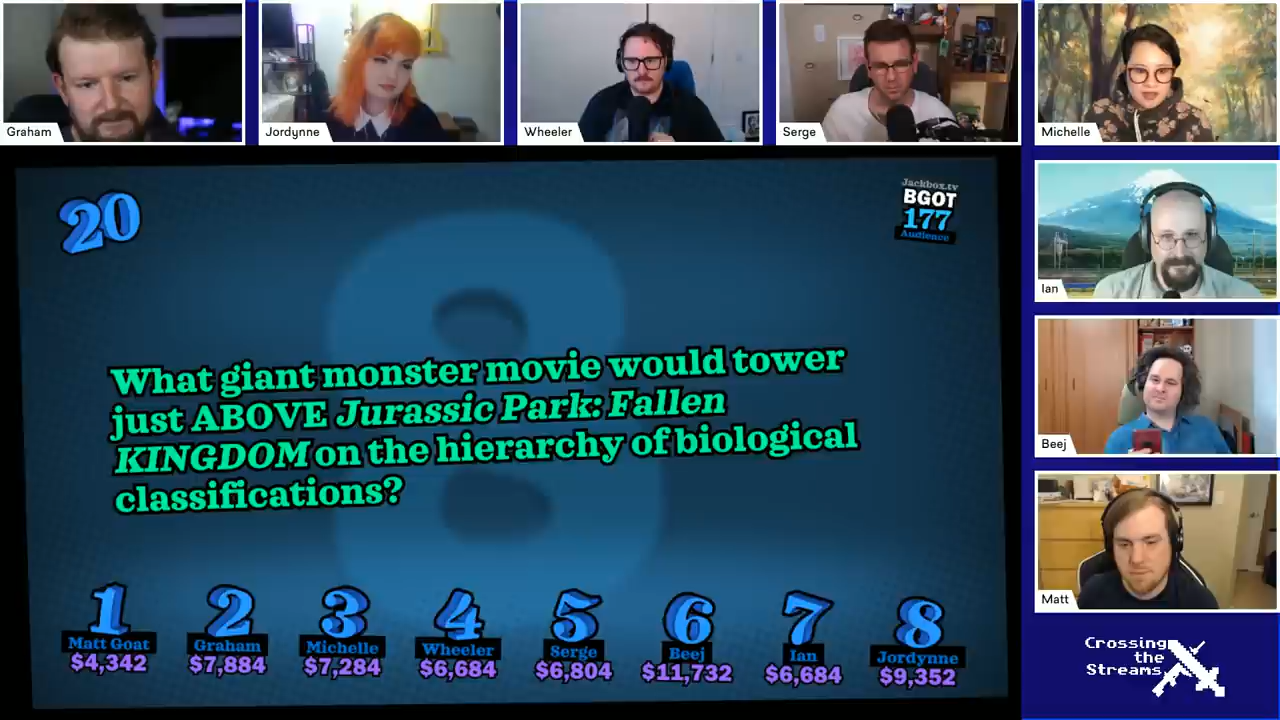 Graham
Jordynne
Wheeler
Serge
Michelle
20
Jackbox.tv
BGOT
177
Audience
Ian
What giant monster movie would tower
just ABOVE Jurassic Park: Fallen
KINGDOM on the hierarchy of biological
classifications?
Beej
Matt
8
1
2
3
4
5
6
7
8
Matt Goat
Graham
Michelle
Wheeler
Serge
Beej
Ian
Jordynne
$4,342
$7,884
$7,284
$6,684
$6,804
$11,732
$6,684
$9,352
Crossing
the
Streams